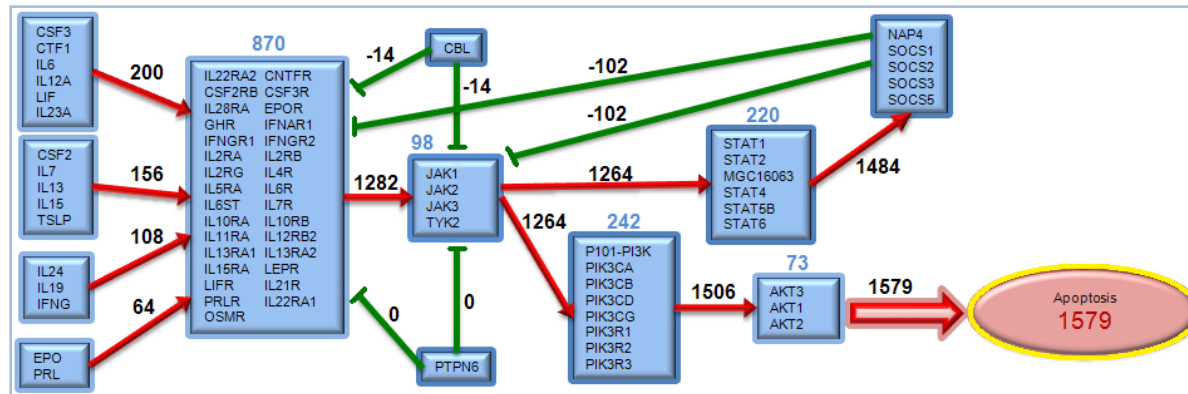 CSF3
CTF1
IL6
IL12A
LIF
IL23A
200
CSF2
IL7
IL13
IL15
TSLP
156
IL24
IL19
IFNG
108
EPO
PRL
64
870
IL22RA2 CNTFR
CSF2RB CSF3R
IL28RA EPOR
GHR IFNAR1
IFNGR1 IFNGR2
IL2RA IL2RB
IL2RG IL4R
IL5RA IL6R
IL6ST IL7R
IL10RA IL10RB
IL11RA IL12RB2
IL13RA1 IL13RA2
IL15RA LEPR
LIFR IL21R
PRLR IL22RA1
OSMR
1282
-14
CBL
-14
-102
-102
98
JAK1
JAK2
JAK3
TYK2
0
0
PTPN6
1264
1264
220
STAT1
STAT2
MGC16063
STAT4
STAT5B
STAT6
1484
NAP4
SOCS1
SOCS2
SOCS3
SOCS5
242
P101-PI3K
PIK3CA
PIK3CB
PIK3CD
PIK3CG
PIK3R1
PIK3R2
PIK3R3
1506
73
AKT3
AKT1
AKT2
1579
Apoptosis
1579